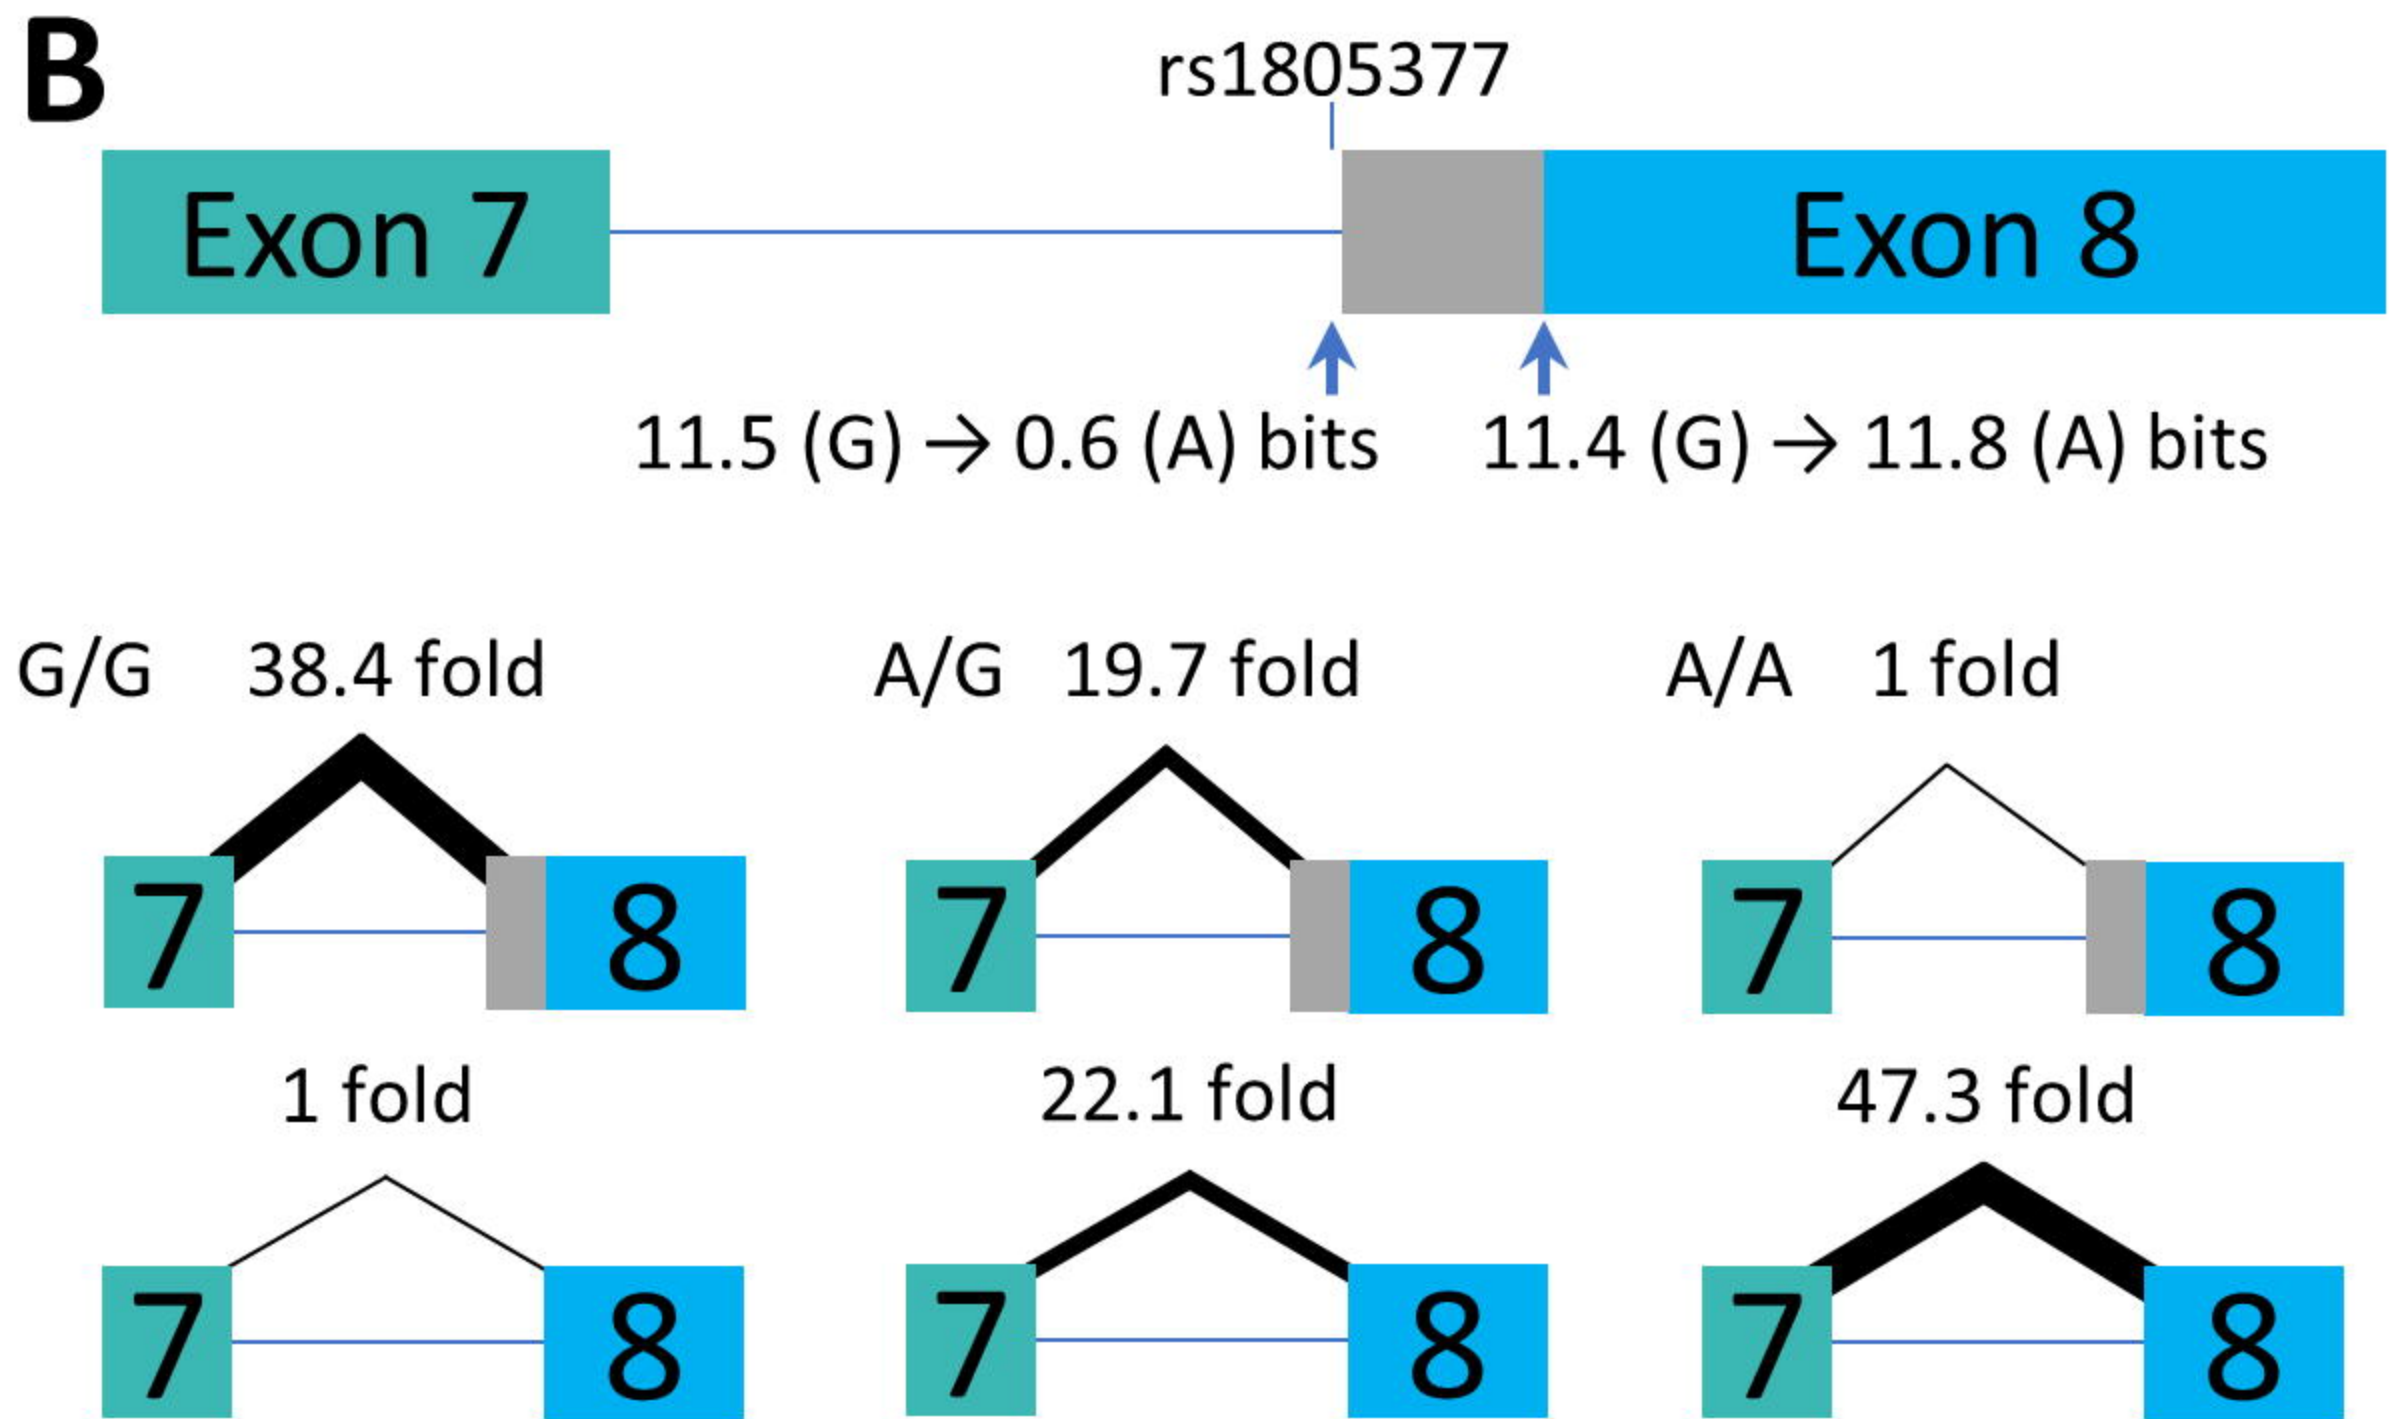 B
rs1805377
Exon 7
Exon 8
11.5 (G) → 0.6 (A) bits
11.4 (G) → 11.8 (A) bits
G/G 38.4 fold
A/G 19.7 fold
A/A 1 fold
7 8
7 8
7 8
1 fold
22.1 fold
47.3 fold
7 8
7 8
7 8